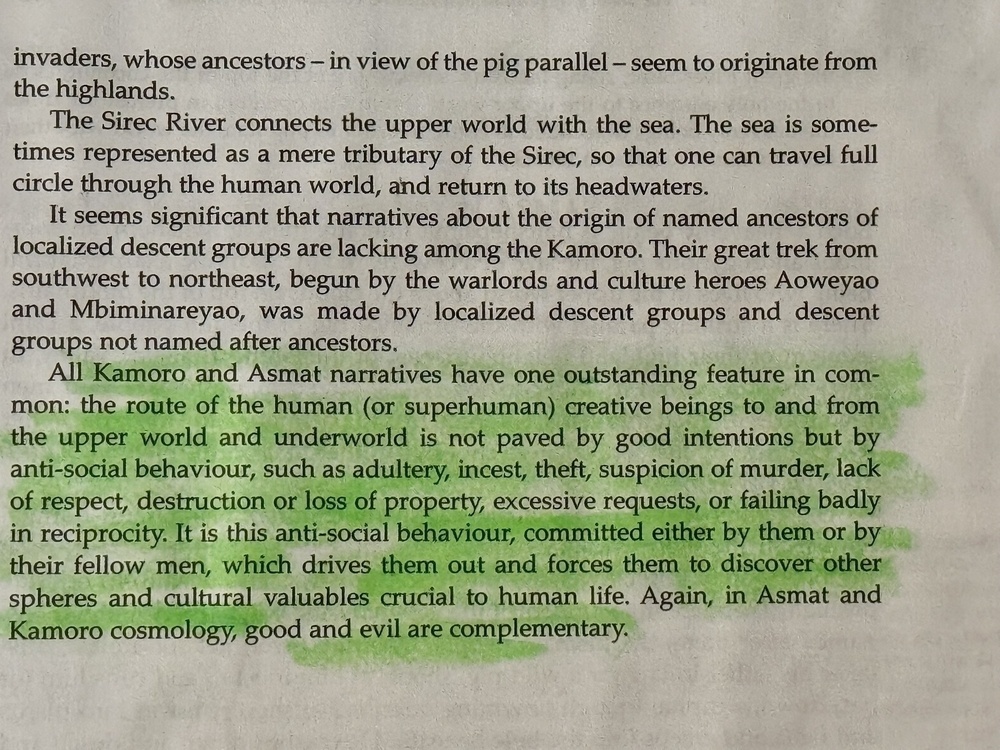 invaders, whose ancestors – in view of the pig parallel – seem to originate from
the highlands.
The Sirec River connects the upper world with the sea. The sea is some-
times represented as a mere tributary of the Sirec, so that one can travel full
circle through the human world, and return to its headwaters.
It seems significant that narratives about the origin of named ancestors of
localized descent groups are lacking among the Kamoro. Their great trek from
southwest to northeast, begun by the warlords and culture heroes Aoweyao
and Mbiminareyao, was made by localized descent groups and descent
groups not named after ancestors.
All Kamoro and Asmat narratives have one outstanding feature in com-
mon: the route of the human (or superhuman) creative beings to and from
the upper world and underworld is not paved by good intentions but by
anti-social behaviour, such as adultery, incest, theft, suspicion of murder, lack
of respect, destruction or loss of property, excessive requests, or failing badly
in reciprocity. It is this anti-social behaviour, committed either by them or by
their fellow men, which drives them out and forces them to discover other
spheres and cultural valuables crucial to human life. Again, in Asmat and
Kamoro cosmology, good and evil are complementary.